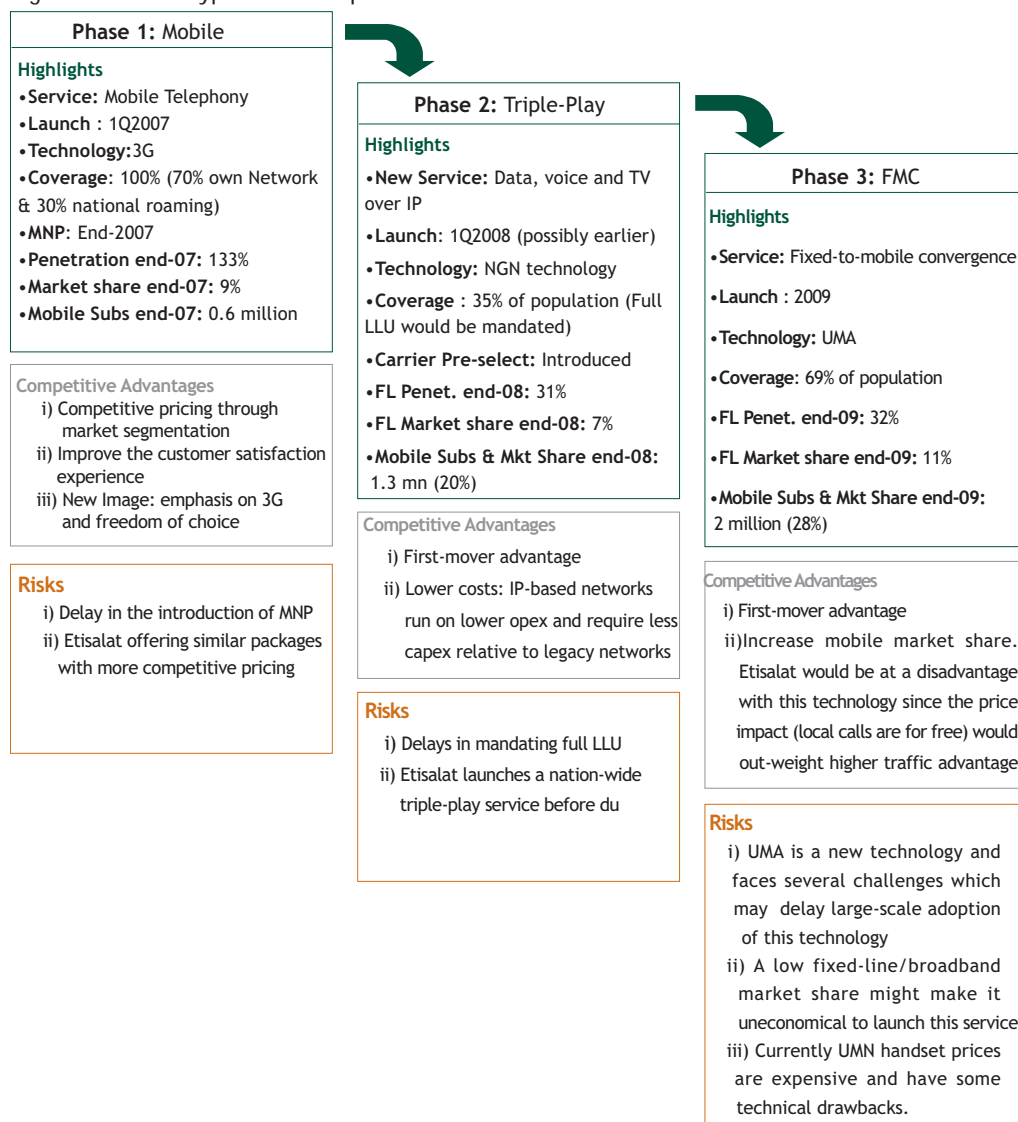 Phase 1: Mobile
Highlights
•Service: Mobile Telephony
•Launch : 1Q2007
•Technology:3G
•Coverage: 100% (70% own Network
& 30% national roaming)
•MNP: End-2007
•Penetration end-07: 133%
•Market share end-07: 9%
•Mobile Subs end-07: 0.6 million
Competitive Advantages
i) Competitive pricing through
market segmentation
ii) Improve the customer satisfaction
experience
iii) New Image: emphasis on 3G
and freedom of choice
Risks
i) Delay in the introduction of MNP
ii) Etisalat offering similar packages
with more competitive pricing
Phase 2: Triple-Play
Highlights
•New Service: Data, voice and TV
over IP
•Launch: 1Q2008 (possibly earlier)
•Technology: NGN technology
•Coverage : 35% of population (Full
LLU would be mandated)
•Carrier Pre-select: Introduced
•FL Penet. end-08: 31%
•FL Market share end-08: 7%
•Mobile Subs & Mkt Share end-08:
1.3 mn (20%)
Competitive Advantages
i) First-mover advantage
ii) Lower costs: IP-based networks
run on lower opex and require less
capex relative to legacy networks
Risks
i) Delays in mandating full LLU
ii) Etisalat launches a nation-wide
triple-play service before du
Phase 3: FMC
Highlights
•Service: Fixed-to-mobile convergence
•Launch : 2009
•Technology: UMA
•Coverage: 69% of population
•FL Penet. end-09: 32%
•FL Market share end-09: 11%
•Mobile Subs & Mkt Share end-09:
2 million (28%)
Competitive Advantages
i) First-mover advantage
ii)Increase mobile market share.
Etisalat would be at a disadvantage
with this technology since the price
impact (local calls are for free) would
out-weight higher traffic advantage
Risks
i) UMA is a new technology and
faces several challenges which
may delay large-scale adoption
of this technology
ii) A low fixed-line/broadband
market share might make it
uneconomical to launch this service
iii) Currently UMN handset prices
are expensive and have some
technical drawbacks.